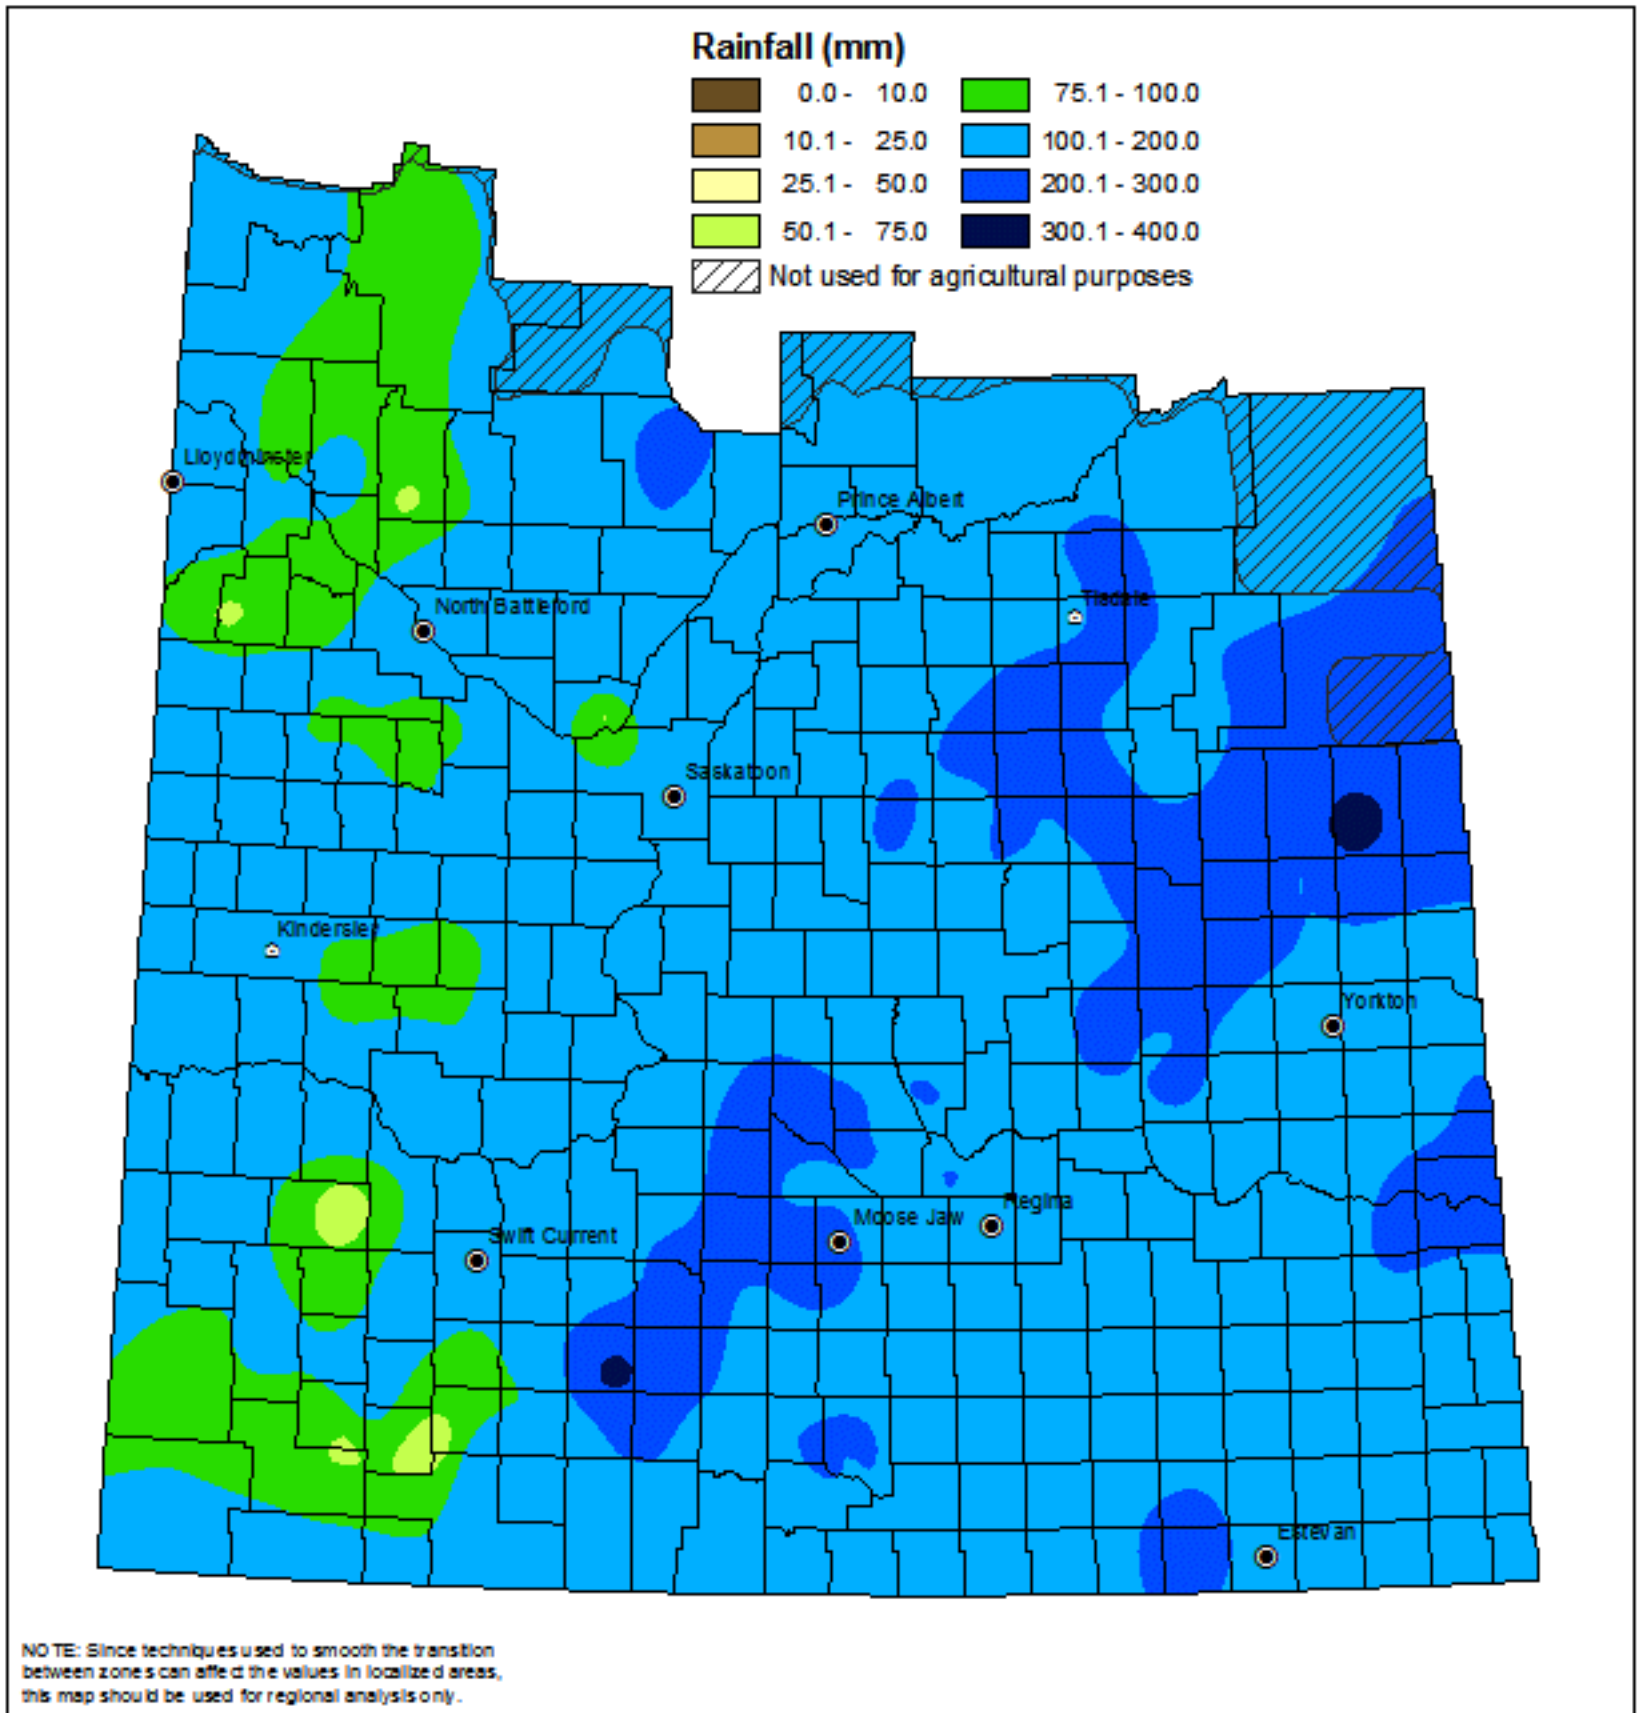 Rainfall (mm)
0.0 - 10.0
10.1 - 25.0
25.1 - 50.0
50.1 - 75.0
75.1 - 100.0
100.1 - 200.0
200.1 - 300.0
300.1 - 400.0
Not used for agricultural purposes
Lloydminster
Prince Albert
North Battleford
Tisdale
Saskatoon
Kindersley
Yorkton
Regina
Moose Jaw
Swift Current
Estevan
NOTE: Since techniques used to smooth the transition
between zones can affect the values in localized areas,
this map should be used for regional analysis only.